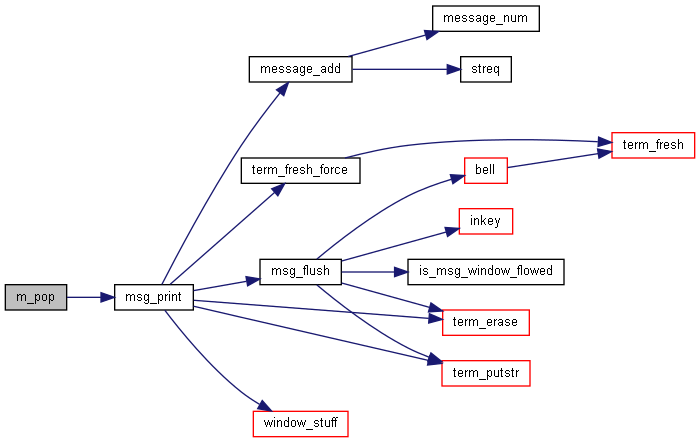 message_num
message_add
streq
term_fresh
term_fresh_force
bell
inkey
msg_flush
is_msg_window_flowed
m_pop
msg_print
term_erase
term_putstr
window_stuff